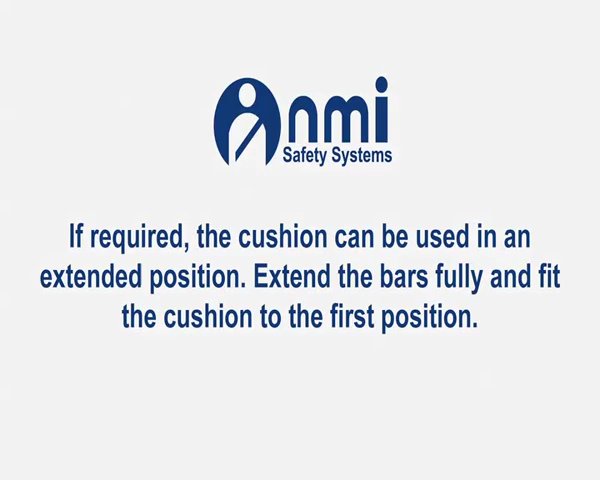 nmi
Safety Systems
If required, the cushion can be used in an
extended position. Extend the bars fully and fit
the cushion to the first position.